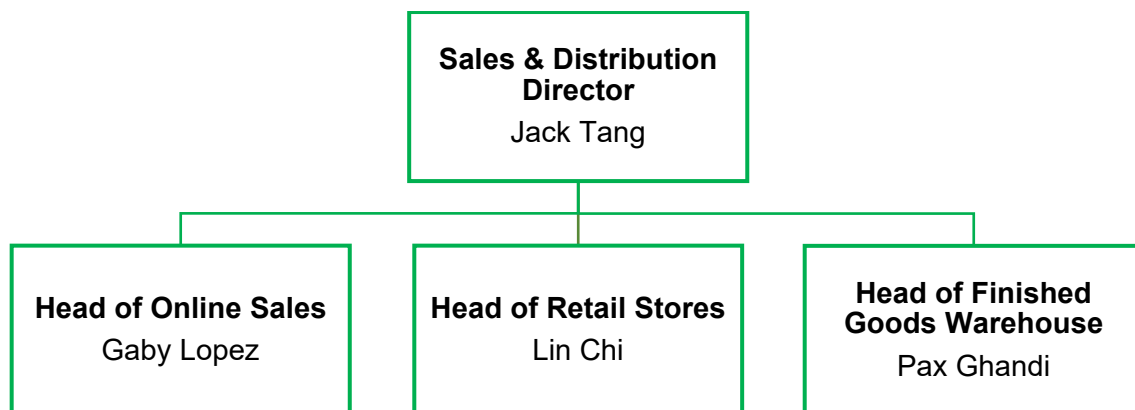 Sales & Distribution
Director
Jack Tang
Head of Online Sales
Gaby Lopez
Head of Retail Stores
Lin Chi
Head of Finished
Goods Warehouse
Pax Ghandi